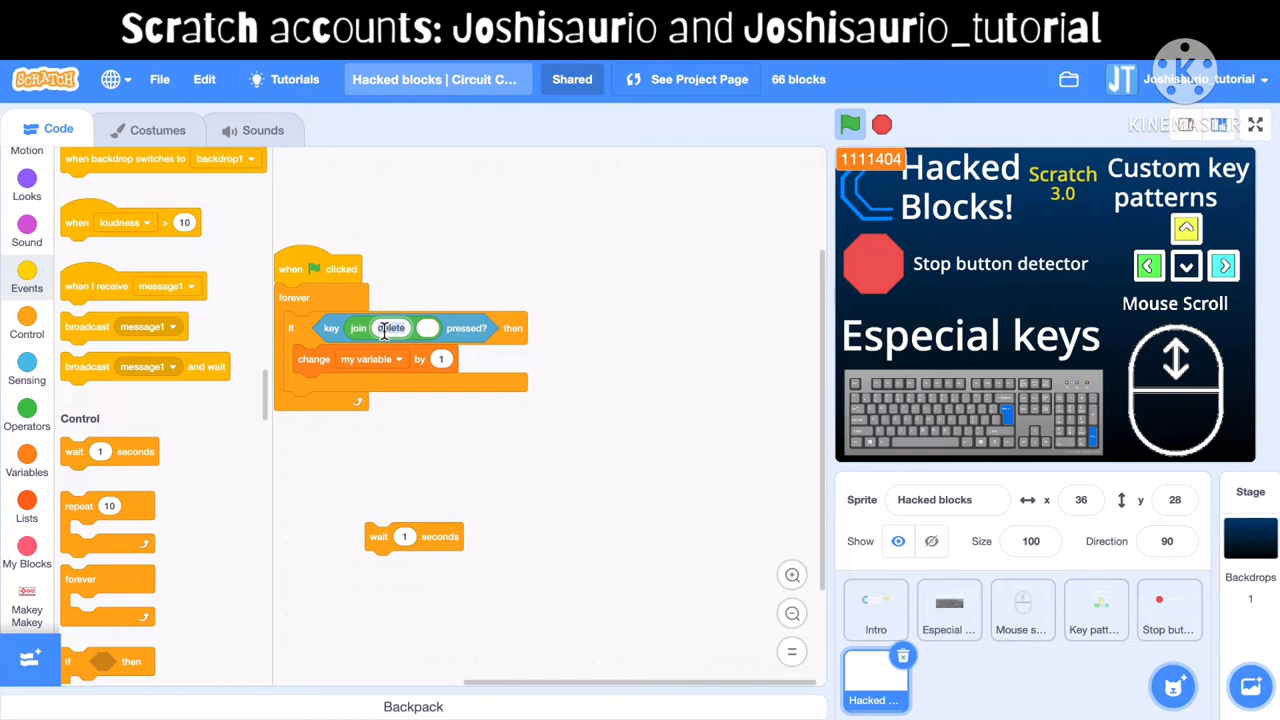 Scratch accounts: Joshisaurio and Joshisaurio_tutorial
SCRATCH File Edit Tutorials Hacked blocks | Circuit C... Shared See Project Page 66 blocks JT Joshisaurio_tutorial
K
KINEMASTER
Code Costumes Sounds
Motion
Looks
Sound
Events
Control
Sensing
Operators
Variables
Lists
My Blocks
Makey
Makey
when backdrop switches to backdrop1
when loudness > 10
when I receive message1
broadcast message1
broadcast message1 and wait
Control
wait 1 seconds
repeat 10
forever
if then
when clicked
forever
if key join delete pressed? then
change my variable by 1
wait 1 seconds
1111404
Hacked
Blocks!
Scratch
3.0
Custom key
patterns
Stop button detector
Mouse Scroll
Especial keys
Sprite Hacked blocks x 36 y 28
Show Size 100 Direction 90
Stage
Backdrops
1
Intro Especial ... Mouse s... Key patt... Stop but...
Hacked ...
Backpack